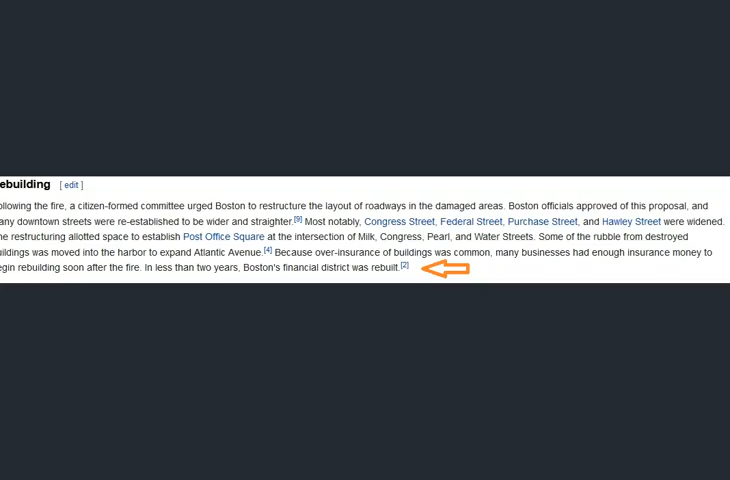 ebuilding [ edit ]
ollowing the fire, a citizen-formed committee urged Boston to restructure the layout of roadways in the damaged areas. Boston officials approved of this proposal, and
any downtown streets were re-established to be wider and straighter.[9] Most notably, Congress Street, Federal Street, Purchase Street, and Hawley Street were widened.
he restructuring allotted space to establish Post Office Square at the intersection of Milk, Congress, Pearl, and Water Streets. Some of the rubble from destroyed
uildings was moved into the harbor to expand Atlantic Avenue.[4] Because over-insurance of buildings was common, many businesses had enough insurance money to
egin rebuilding soon after the fire. In less than two years, Boston's financial district was rebuilt.[2]